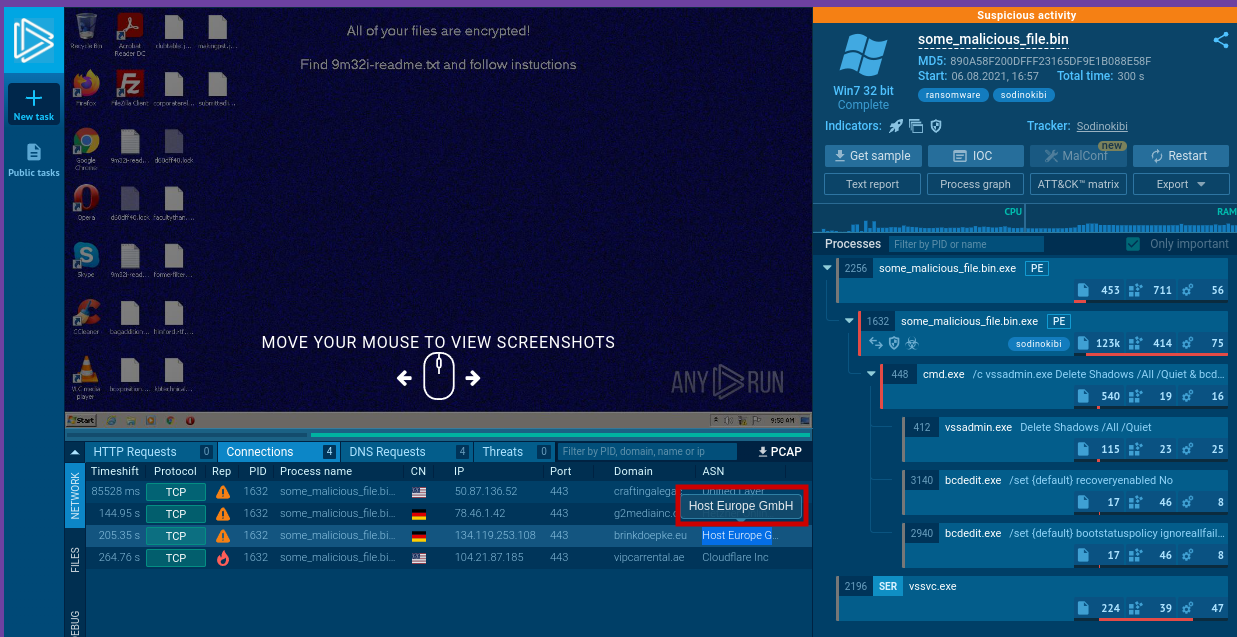 New task
Public tasks
All of your files are encrypted!
Find 9m32i-readme.txt and follow instuctions
Recycle Bin
Acrobat Reader DC
Firefox
FileZilla Client
Google Chrome
9m32i-read...
d60dff40.lock
Opera
d60dff40.lock
facultythan...
Skype
9m32i-read...
formerfilter...
CCleaner
VLC media player
MOVE YOUR MOUSE TO VIEW SCREENSHOTS
ANY RUN
Start
9:58 AM
HTTP Requests 0
Connections 4
DNS Requests 4
Threats 0
Filter by PID, domain, name or ip
PCAP
NETWORK
FILES
DEBUG
Timeshift Protocol Rep PID Process name CN IP Port Domain ASN
85528 ms TCP 1632 some_malicious_file.bi... 50.87.136.52 443 Unified Layer
144.95 s TCP 1632 some_malicious_file.bi... 78.46.1.42 443 g2mediainc.
Host Europe GmbH
205.35 s TCP 1632 some_malicious_file.bi... 134.119.253.108 443 brinkdoepke.eu Host Europe G...
264.76 s TCP 1632 some_malicious_file.bi... 104.21.87.185 443 vipcarrental.ae Cloudflare Inc
Suspicious activity
some_malicious_file.bin
MD5: 890A58F200DFFF23165DF9E1B088E58F
Start: 06.08.2021, 16:57 Total time: 300 s
Win7 32 bit
Complete
ransomware sodinokibi
Indicators:
Tracker: Sodinokibi
new
Get sample IOC MalConf Restart
Text report Process graph ATT&CK™ matrix Export
CPU RAM
Processes
Filter by PID or name
Only important
2256 some_malicious_file.bin.exe PE
453 711 56
1632 some_malicious_file.bin.exe PE
sodinokibi 123k 414 75
448 cmd.exe /c vssadmin.exe Delete Shadows /All /Quiet & bcd...
540 19 16
412 vssadmin.exe Delete Shadows /All /Quiet
115 23 25
3140 bcdedit.exe /set {default} recoveryenabled No
17 46 8
2940 bcdedit.exe /set {default} bootstatuspolicy ignoreallfail...
17 46 8
2196 SER vssvc.exe
224 39 47